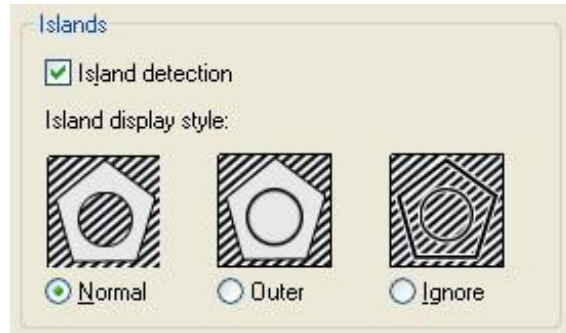 Islands
Island detection
Island display style:
Normal Outer Ignore